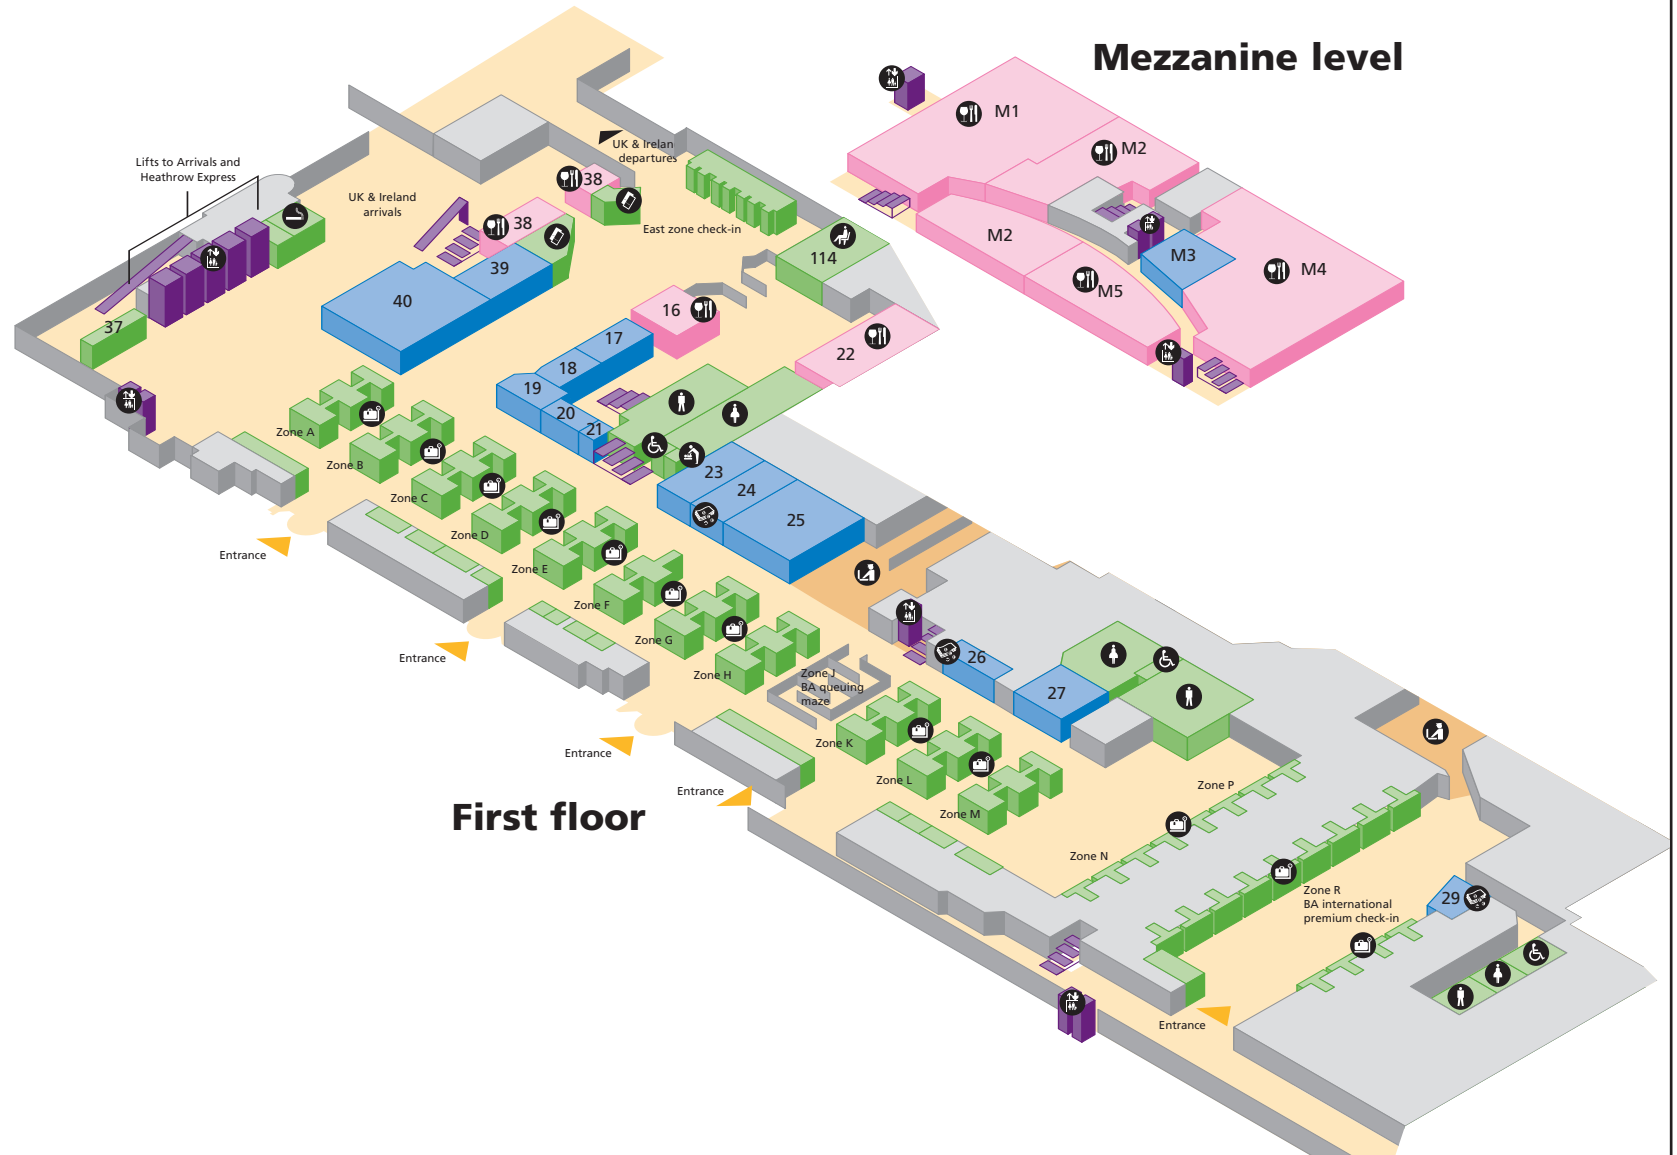 Mezzanine level
M1
M2
M2
M3
M4
M5
Lifts to Arrivals and
Heathrow Express
UK & Ireland
arrivals
UK & Irelan
departures
38
38
East zone check-in
39
40
37
114
16
17
18
19
20
21
22
23
24
25
26
27
29
Zone A
Zone B
Zone C
Zone D
Zone E
Zone F
Zone G
Zone H
Zone J
BA queuing
maze
Zone K
Zone L
Zone M
Zone N
Zone P
Zone R
BA international
premium check-in
Entrance
Entrance
Entrance
Entrance
Entrance
First floor